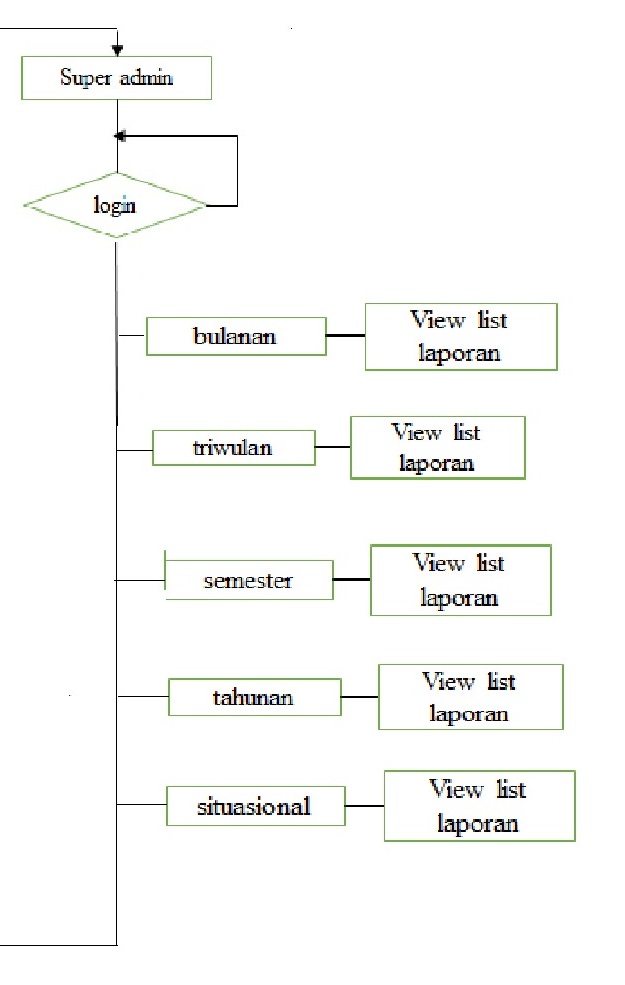 Super admin
login
bulanan
View list
laporan
triwulan
View list
laporan
semester
View list
laporan
tahunan
View list
laporan
situasional
View list
laporan